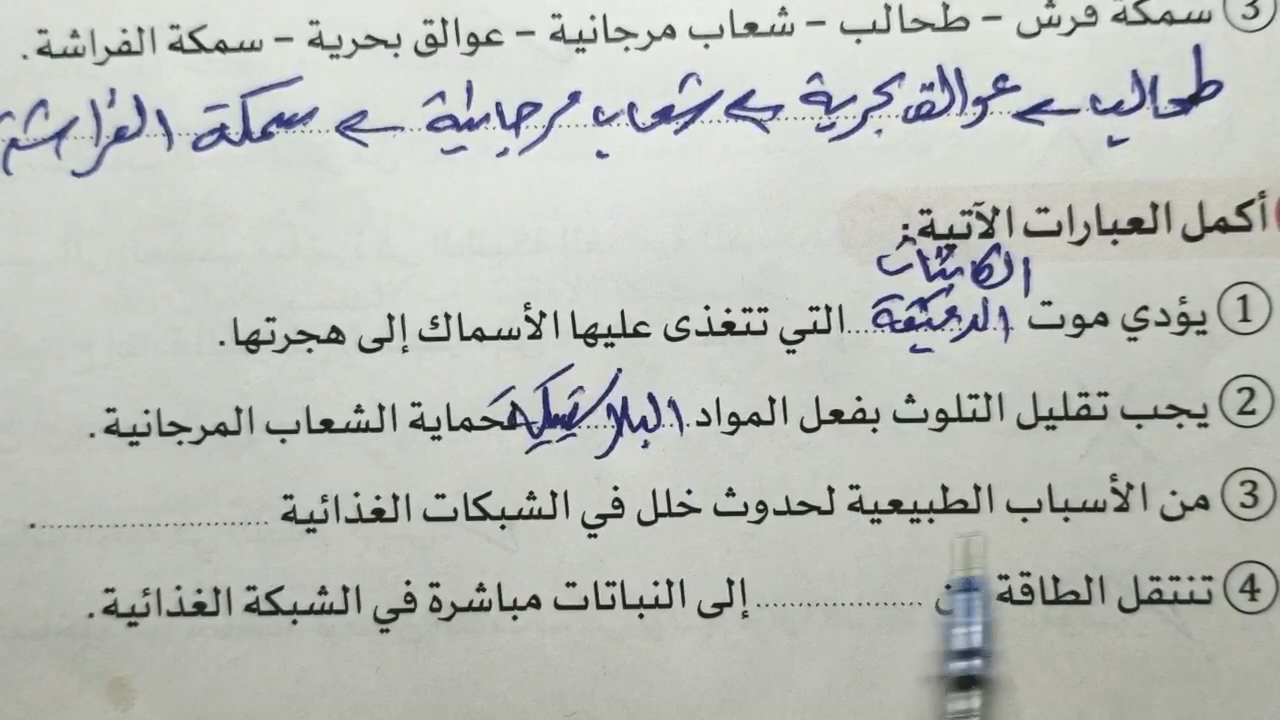 ③ سمكة قرش - طحالب - شعاب مرجانية - عوالق بحرية - سمكة الفراشة.
طحالب ← عوالق بحرية ← شعاب مرجانية ← سمكة الفراشة
أكمل العبارات الآتية:
الكائنات
① يؤدي موت الدقيقة التي تتغذى عليها الأسماك إلى هجرتها.
② يجب تقليل التلوث بفعل المواد البلاستيكية لحماية الشعاب المرجانية.
③ من الأسباب الطبيعية لحدوث خلل في الشبكات الغذائية ..........
④ تنتقل الطاقة .......... إلى النباتات مباشرة في الشبكة الغذائية.